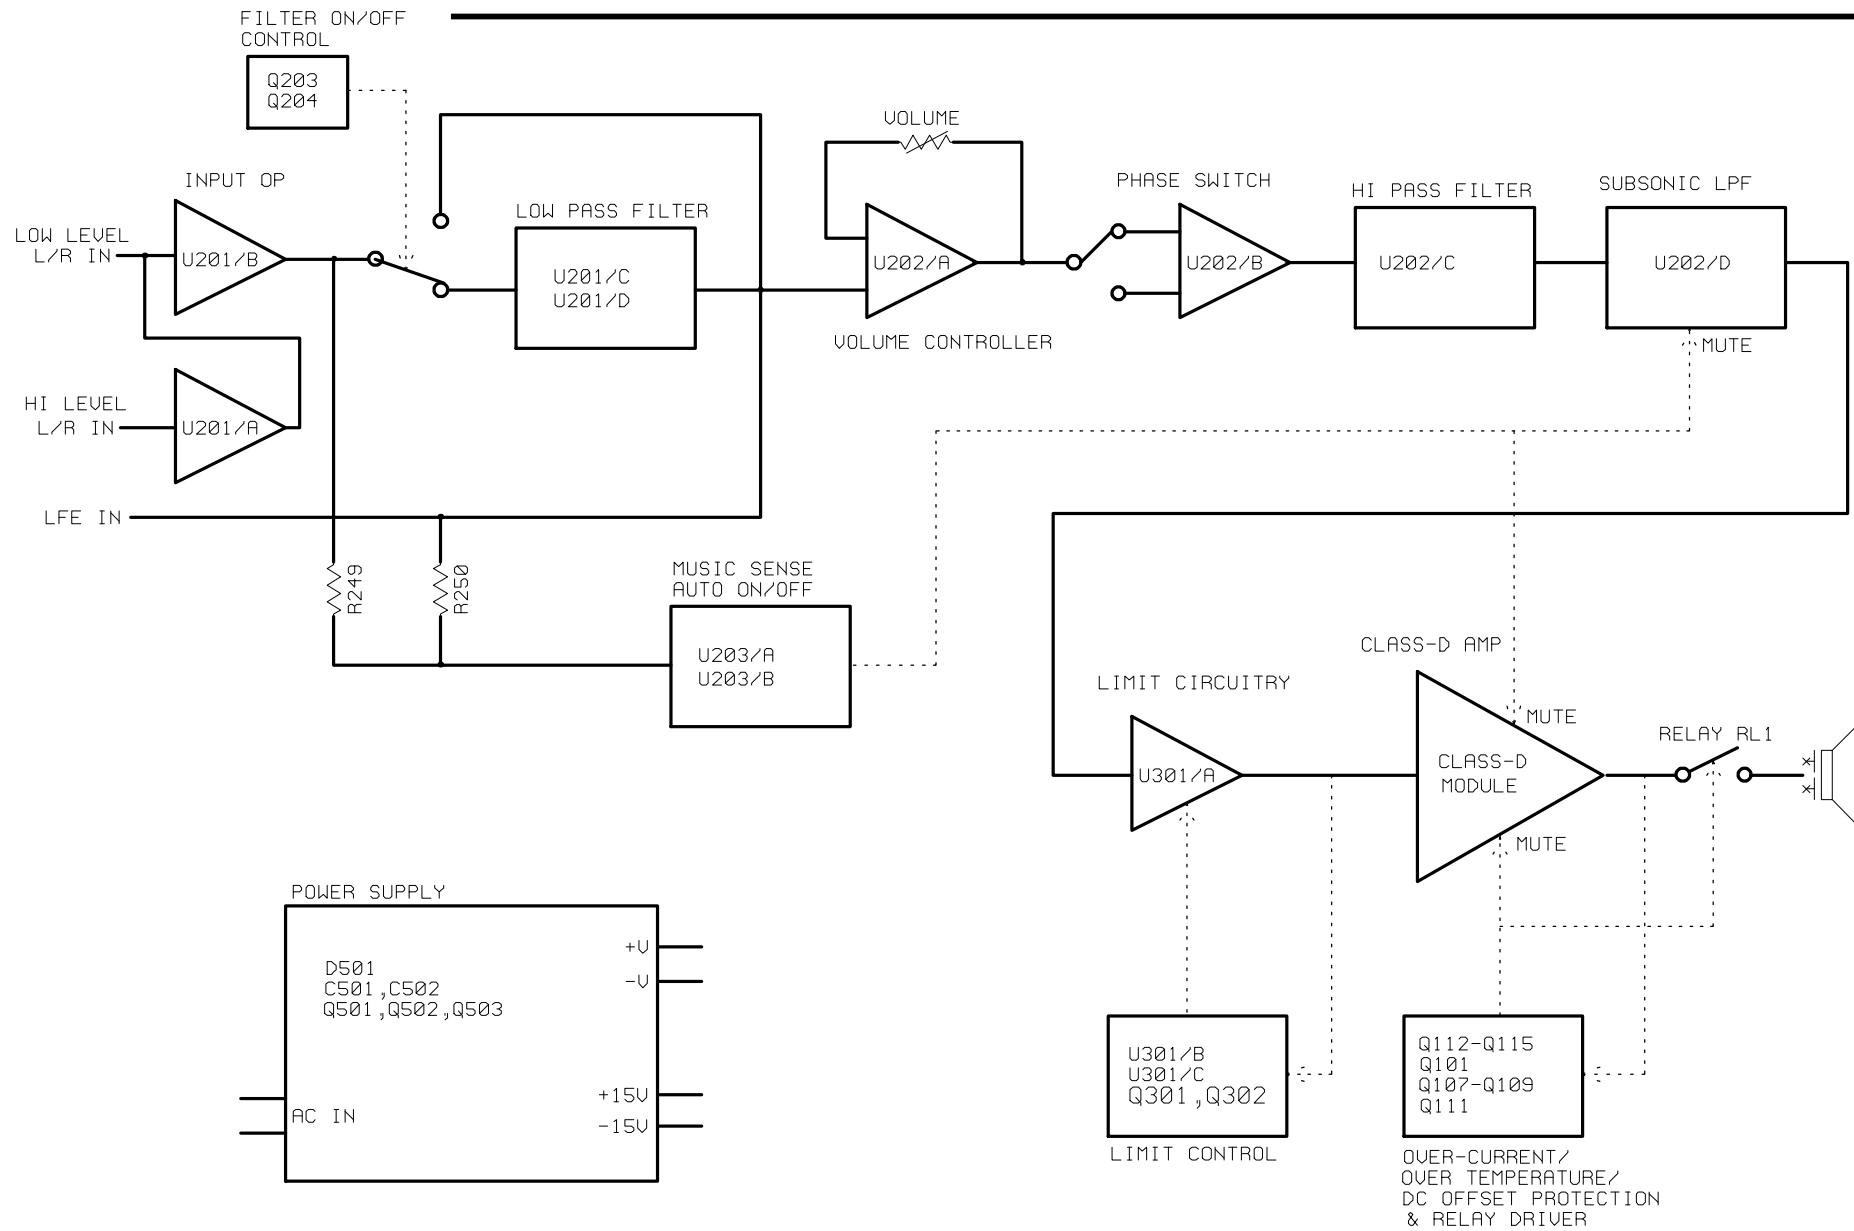 FILTER ON/OFF
CONTROL
Q203
Q204
INPUT OP
LOW LEVEL
L/R IN
U201/B
HI LEVEL
L/R IN
U201/A
LFE IN
LOW PASS FILTER
U201/C
U201/D
VOLUME
U202/A
VOLUME CONTROLLER
PHASE SWITCH
U202/B
HI PASS FILTER
U202/C
SUBSONIC LPF
U202/D
MUTE
R249
R250
MUSIC SENSE
AUTO ON/OFF
U203/A
U203/B
LIMIT CIRCUITRY
U301/A
CLASS-D AMP
CLASS-D
MODULE
MUTE
MUTE
RELAY RL1
POWER SUPPLY
D501
C501,C502
Q501,Q502,Q503
+V
-V
+15V
-15V
AC IN
U301/B
U301/C
Q301,Q302
LIMIT CONTROL
Q112-Q115
Q101
Q107-Q109
Q111
OVER-CURRENT/
OVER TEMPERATURE/
DC OFFSET PROTECTION
& RELAY DRIVER